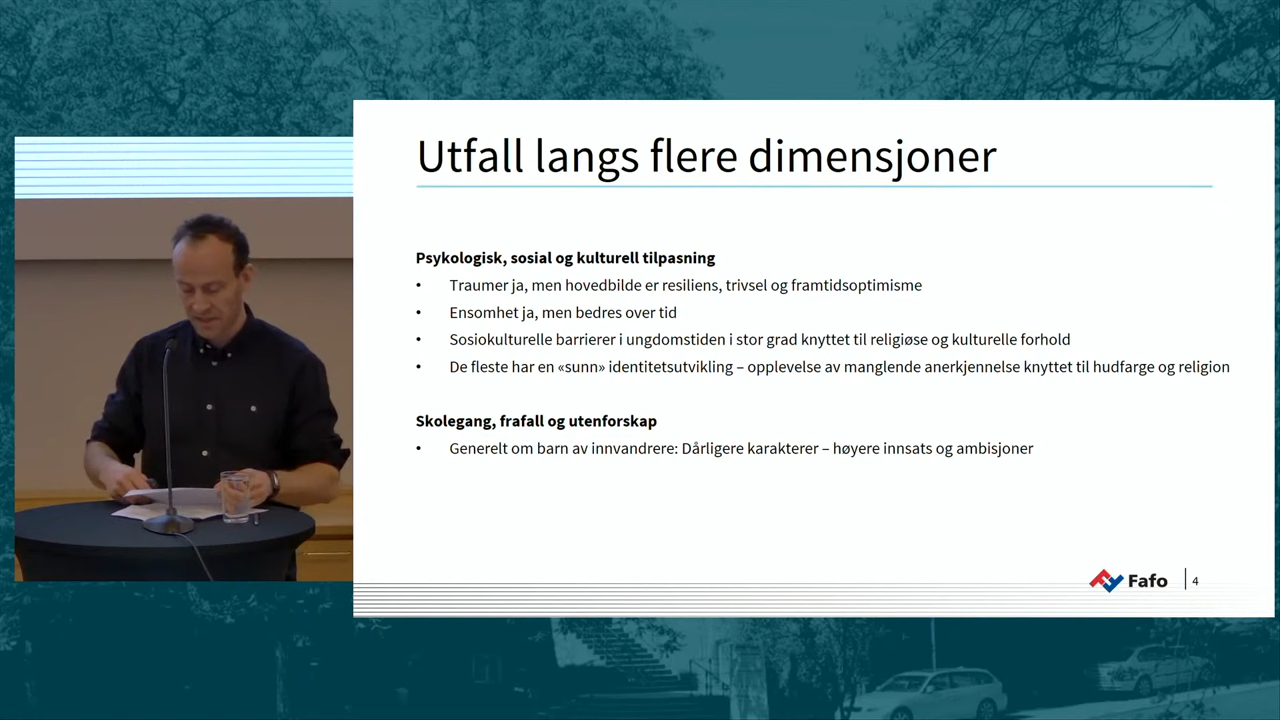 Utfall langs flere dimensjoner
Psykologisk, sosial og kulturell tilpasning
• Traumer ja, men hovedbilde er resiliens, trivsel og framtidsoptimisme
• Ensomhet ja, men bedres over tid
• Sosiokulturelle barrierer i ungdomstiden i stor grad knyttet til religiøse og kulturelle forhold
• De fleste har en «sunn» identitetsutvikling – opplevelse av manglende anerkjennelse knyttet til hudfarge og religion
Skolegang, frafall og utenforskap
• Generelt om barn av innvandrere: Dårligere karakterer – høyere innsats og ambisjoner
Fafo | 4